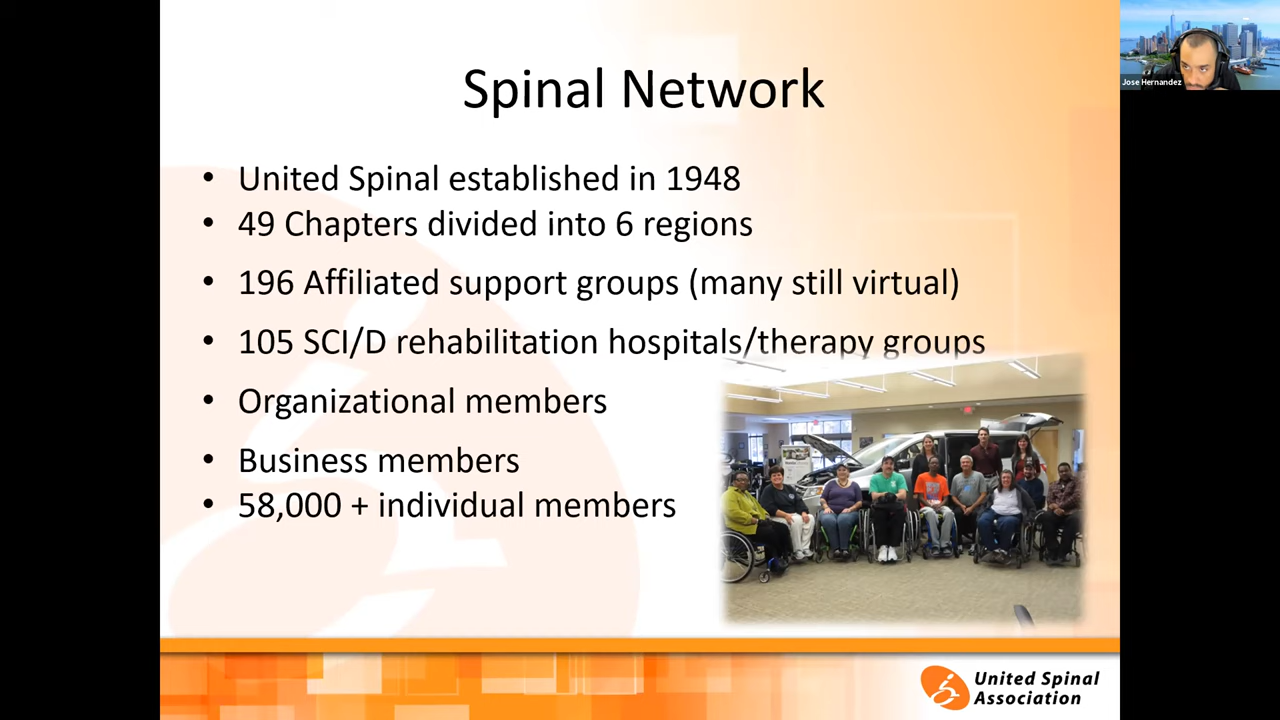 Spinal Network
• United Spinal established in 1948
• 49 Chapters divided into 6 regions
• 196 Affiliated support groups (many still virtual)
• 105 SCI/D rehabilitation hospitals/therapy groups
• Organizational members
• Business members
• 58,000 + individual members
United Spinal
Association
Jose Hernandez